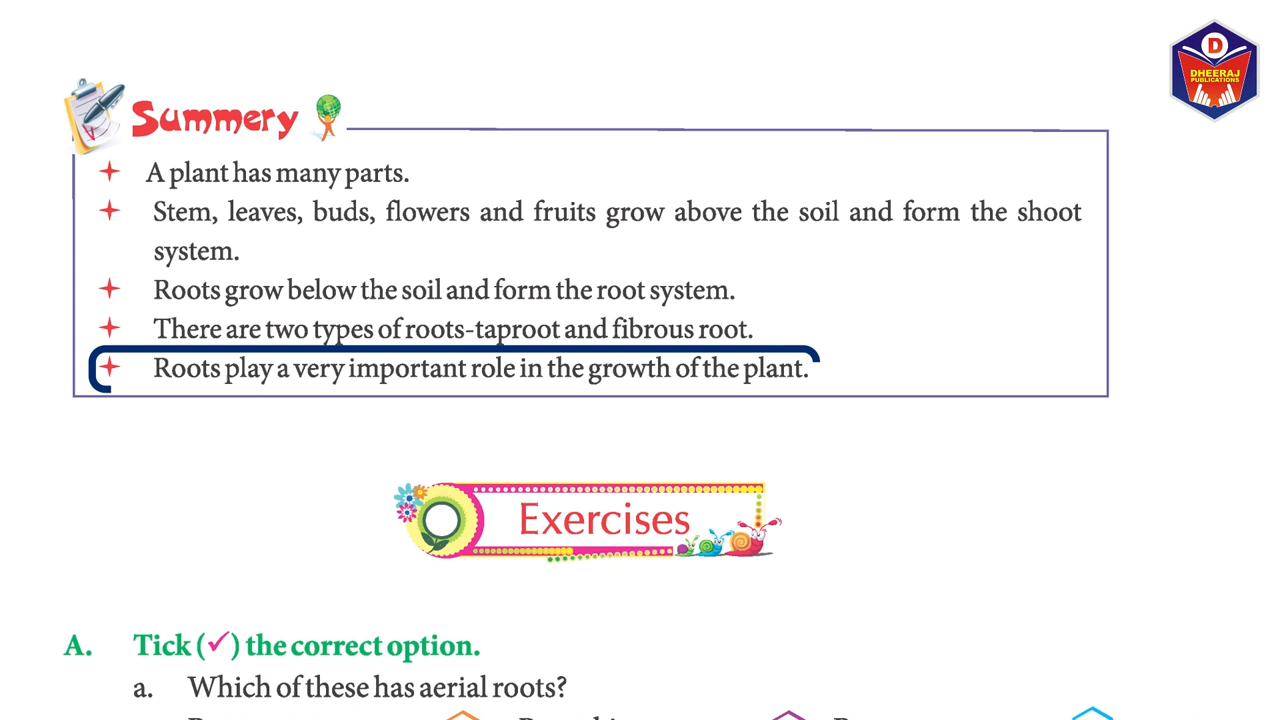 D
DHEERAJ
PUBLICATIONS
Summery
A plant has many parts.
Stem, leaves, buds, flowers and fruits grow above the soil and form the shoot
system.
Roots grow below the soil and form the root system.
There are two types of roots-taproot and fibrous root.
Roots play a very important role in the growth of the plant.
Exercises
A. Tick (✓) the correct option.
a. Which of these has aerial roots?